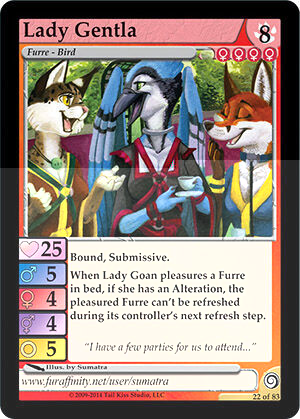 Lady Gentla
8
Furre - Bird
25
5
4
4
5
Bound, Submissive.
When Lady Goan pleasures a Furre
in bed, if she has an Alteration, the
pleasured Furre can't be refreshed
during its controller's next refresh step.
"I have a few parties for us to attend..."
Illus. by Sumatra
www.furaffinity.net/user/sumatra
© 2009-2014 Tail Kiss Studio, LLC
22 of 83